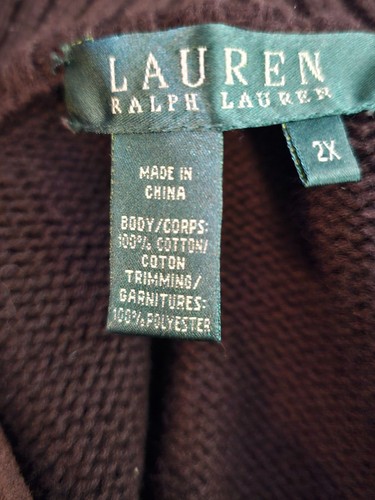 LAUREN
RALPH LAUREN
2X
MADE IN
CHINA
BODY/CORPS:
100% COTTON/
COTON
TRIMMING/
GARNITURES:
100% POLYESTER